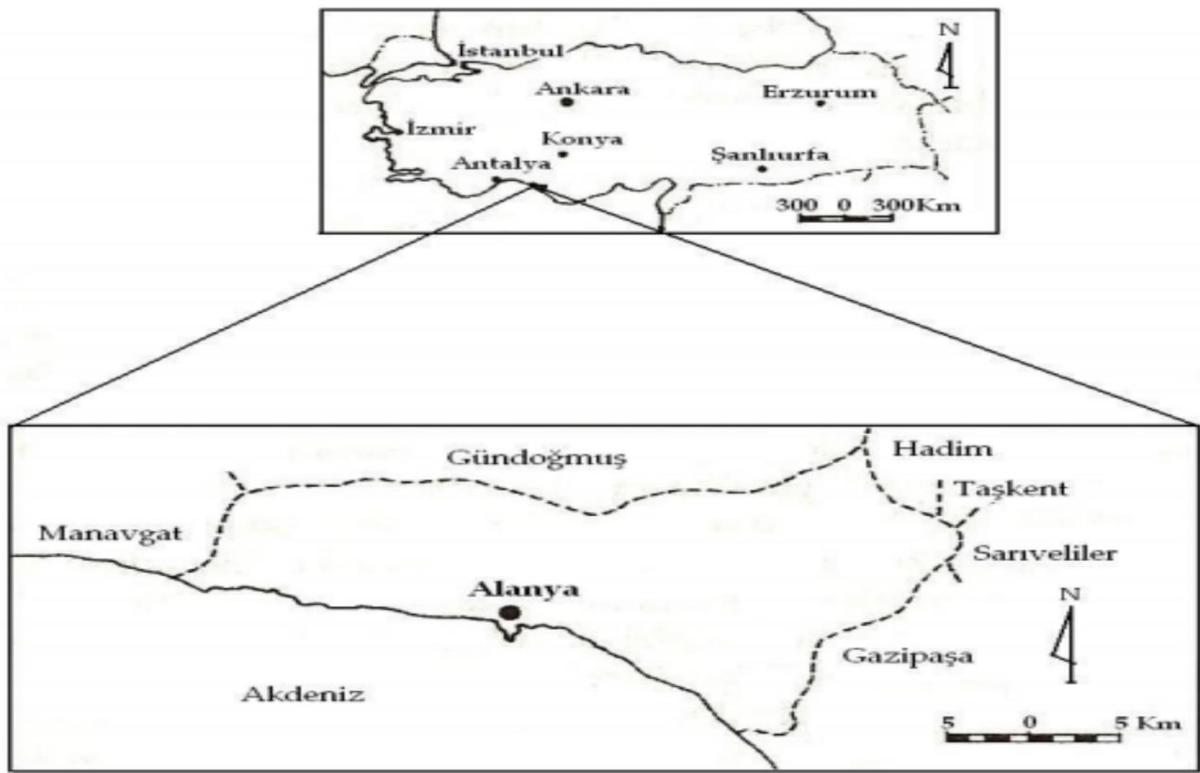 N
İstanbul
Ankara
Erzurum
İzmir
Konya
Antalya
Şanlıurfa
300 0 300Km
Gündoğmuş
Hadim
Taşkent
Manavgat
Sarıveliler
Alanya
N
Gazipaşa
Akdeniz
5 0 5 Km